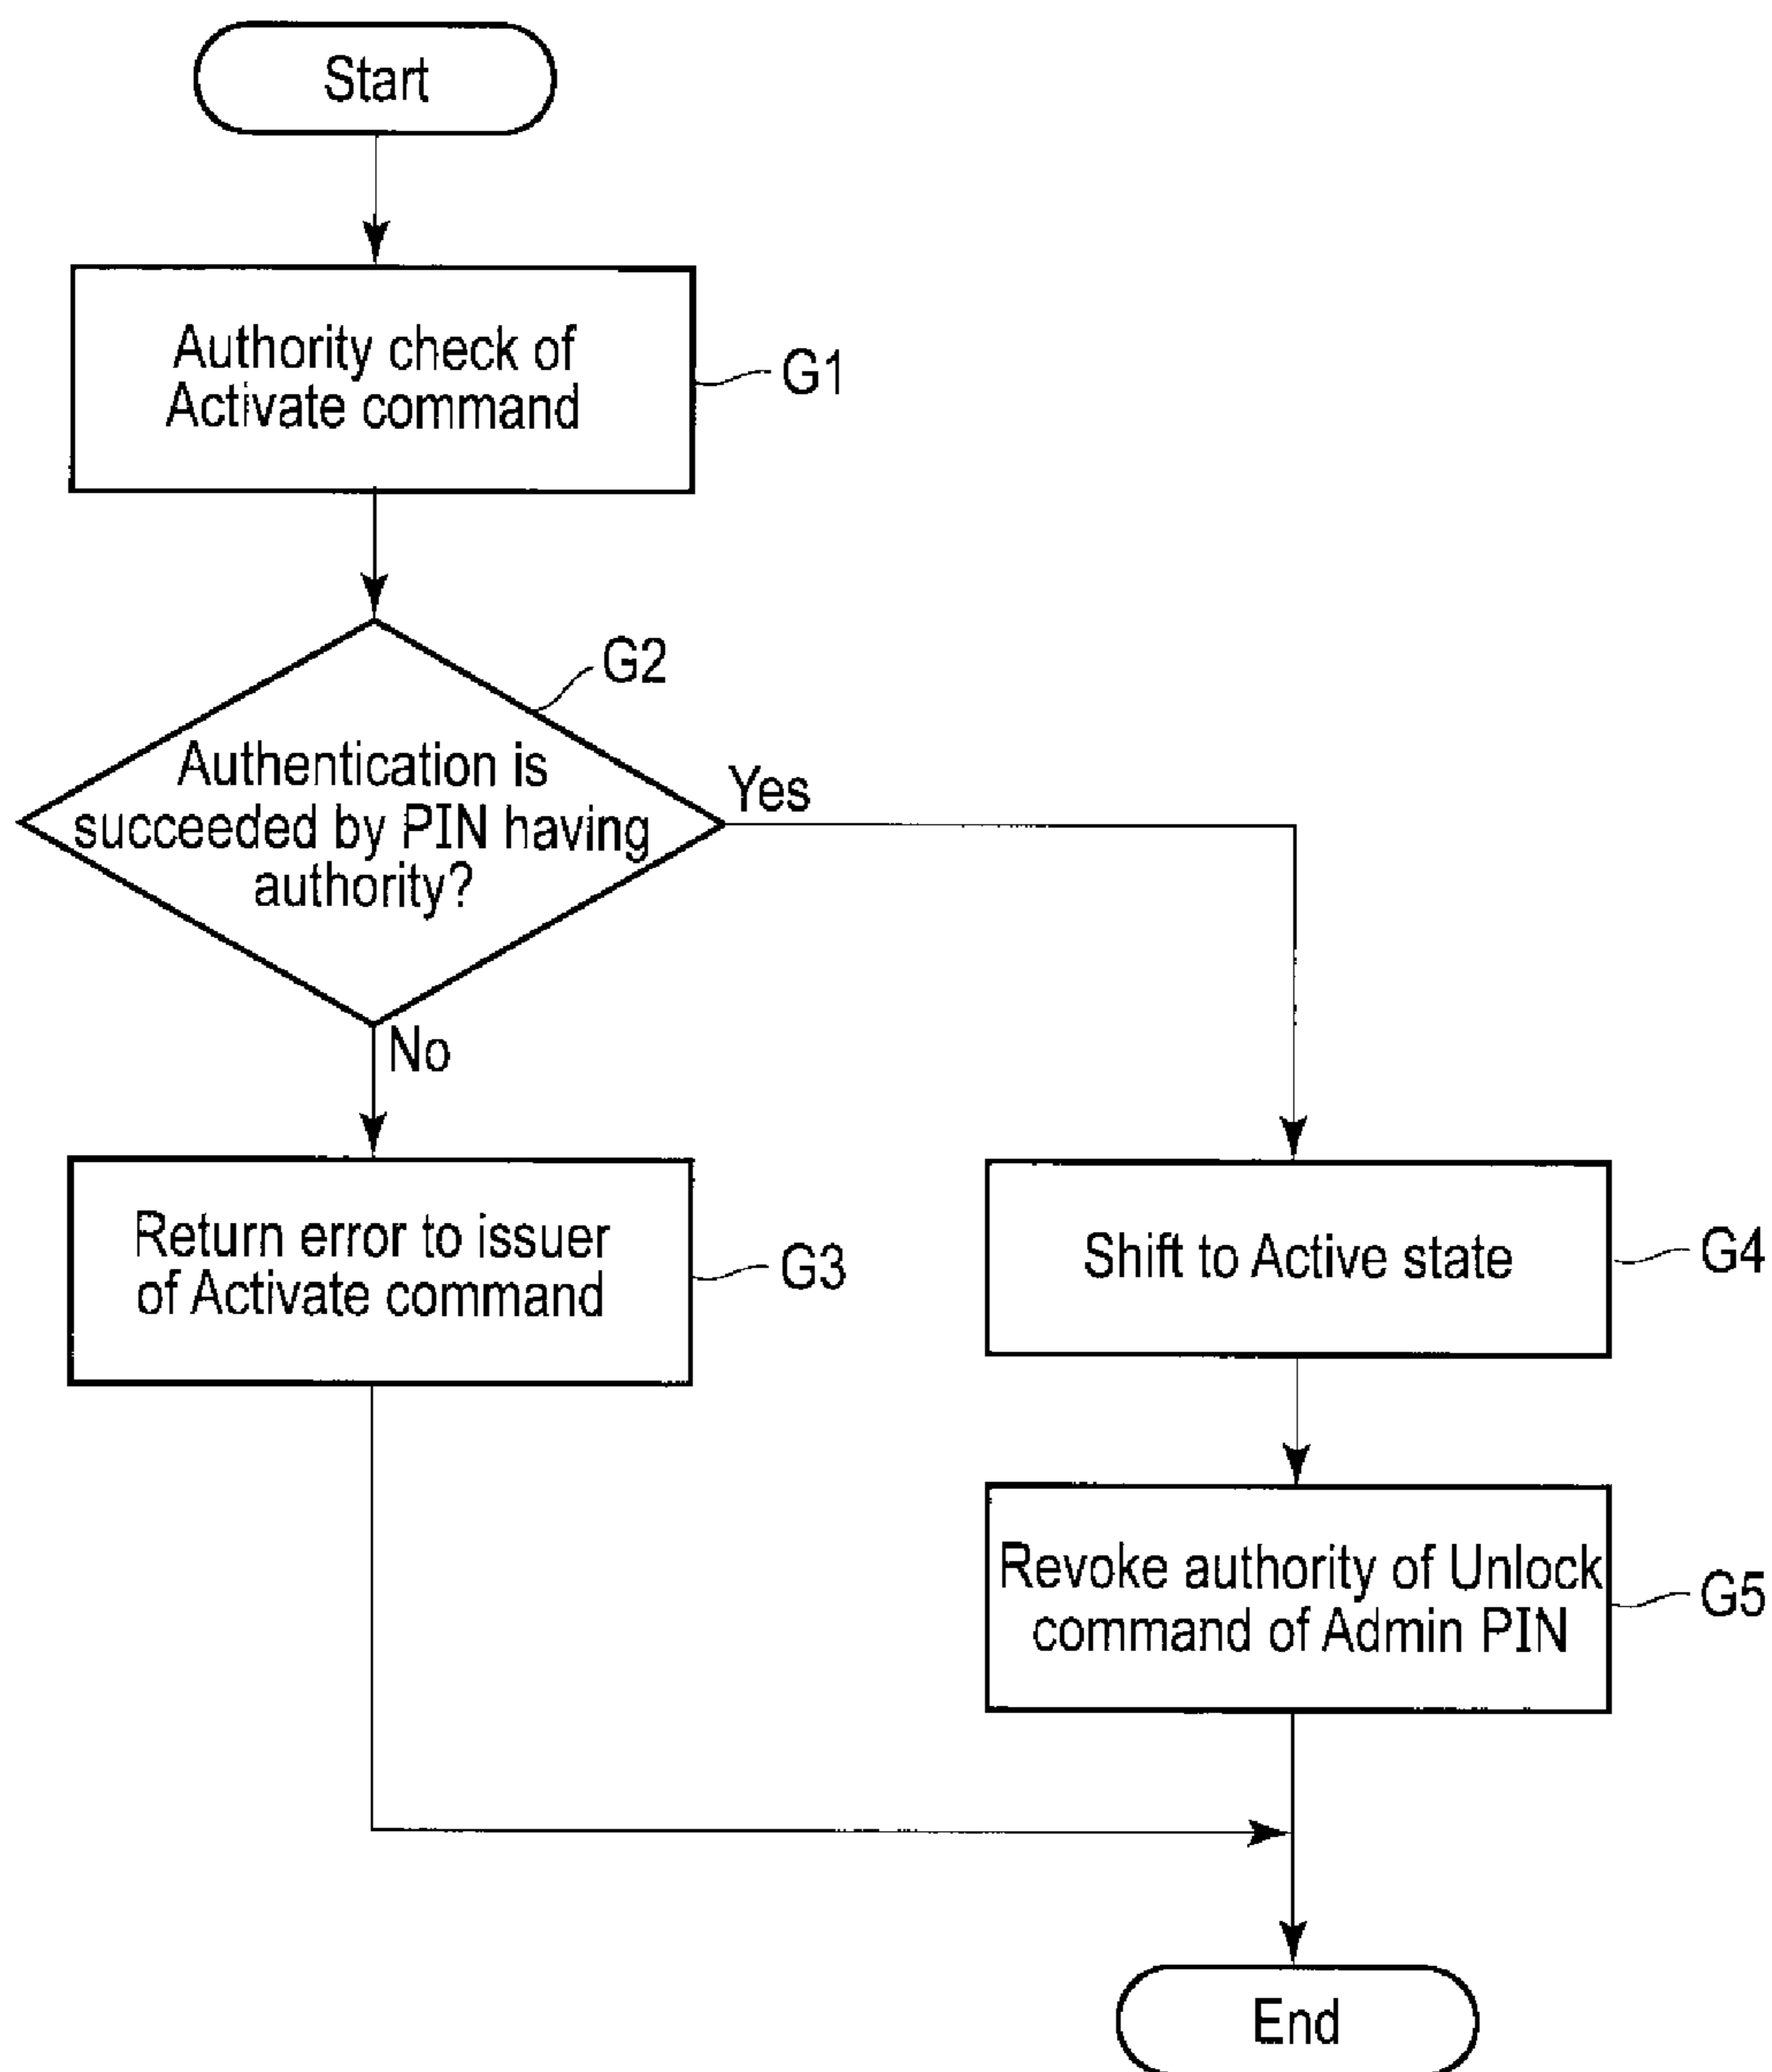 Start
Authority check of
Activate command
G1
G2
Authentication is
succeeded by PIN having
authority?
Yes
No
Return error to issuer
of Activate command
G3
Shift to Active state
G4
Revoke authority of Unlock
command of Admin PIN
G5
End